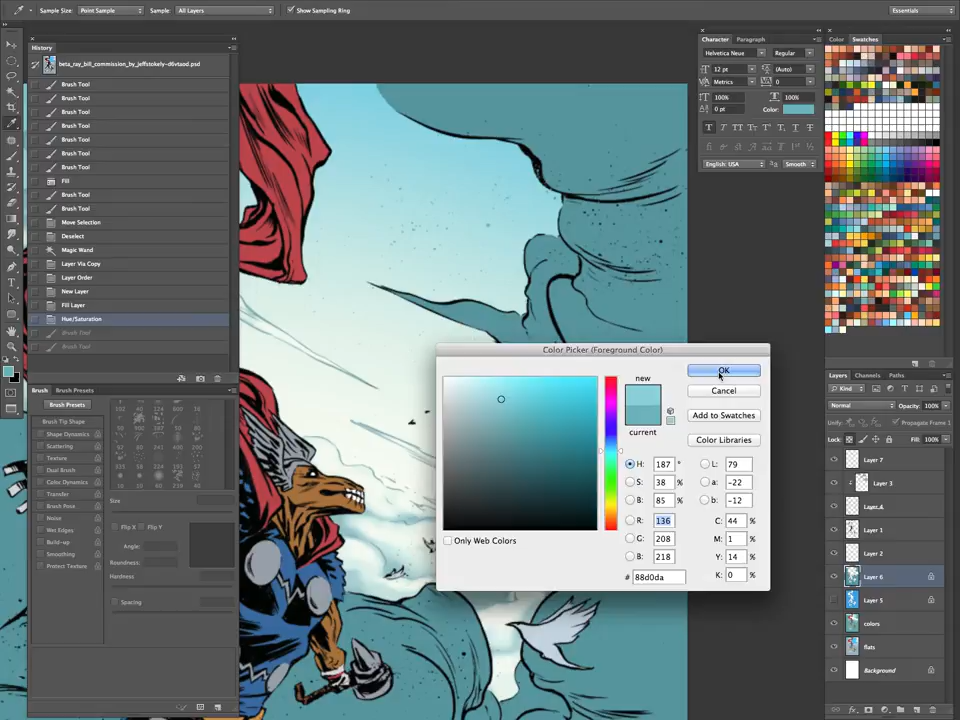 Sample Size: Point Sample Sample: All Layers Show Sampling Ring Essentials
History
beta_ray_bill_commission_by_jeffstokely-d6vtaod.psd
Brush Tool
Brush Tool
Brush Tool
Brush Tool
Brush Tool
Brush Tool
Brush Tool
Fill
Brush Tool
Brush Tool
Move Selection
Deselect
Magic Wand
Layer Via Copy
Layer Order
New Layer
Fill Layer
Hue/Saturation
Brush Tool
Brush Tool
Brush Brush Presets
Brush Presets
Brush Tip Shape
Shape Dynamics
Scattering
Texture
Dual Brush
Color Dynamics
Transfer
Brush Pose
Noise
Wet Edges
Build-up
Smoothing
Protect Texture
Size
Flip X Flip Y
Angle:
Roundness:
Hardness
Spacing
Character Paragraph
Helvetica Neue Regular
12 pt (Auto)
Metrics 0
100% 100%
0 pt Color:
English: USA Smooth
Color Swatches
Color Picker (Foreground Color)
new
current
OK
Cancel
Add to Swatches
Color Libraries
H: 187 °
S: 38 %
B: 85 %
R: 136
G: 208
B: 218
# 88d0da
L: 79
a: -22
b: -12
C: 44 %
M: 1 %
Y: 14 %
K: 0 %
Only Web Colors
Layers Channels Paths
Kind
Normal Opacity: 100%
Propagate Frame 1
Lock: Fill: 100%
Layer 7
Layer 3
Layer 4
Layer 1
Layer 2
Layer 6
Layer 5
colors
flats
Background